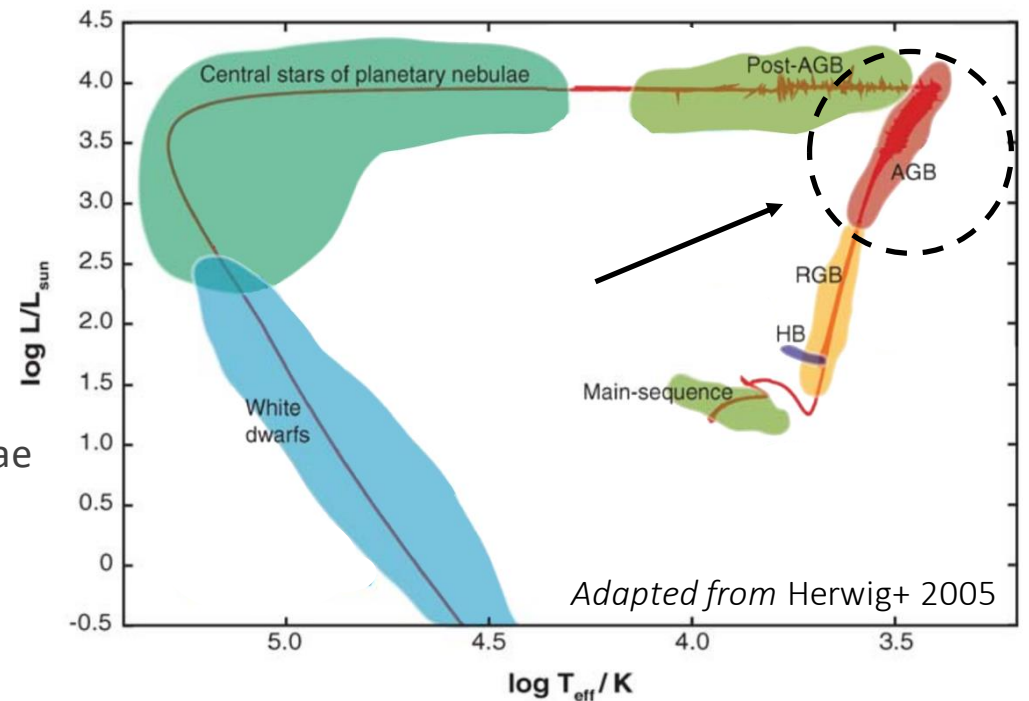 4.5
4.0
3.5
3.0
2.5
2.0
1.5
1.0
0.5
0
-0.5
log L/Lsun
Central stars of planetary nebulae
Post-AGB
AGB
RGB
HB
Main-sequence
White
dwarfs
ae
Adapted from Herwig+ 2005
5.0 4.5 4.0 3.5
log Teff / K